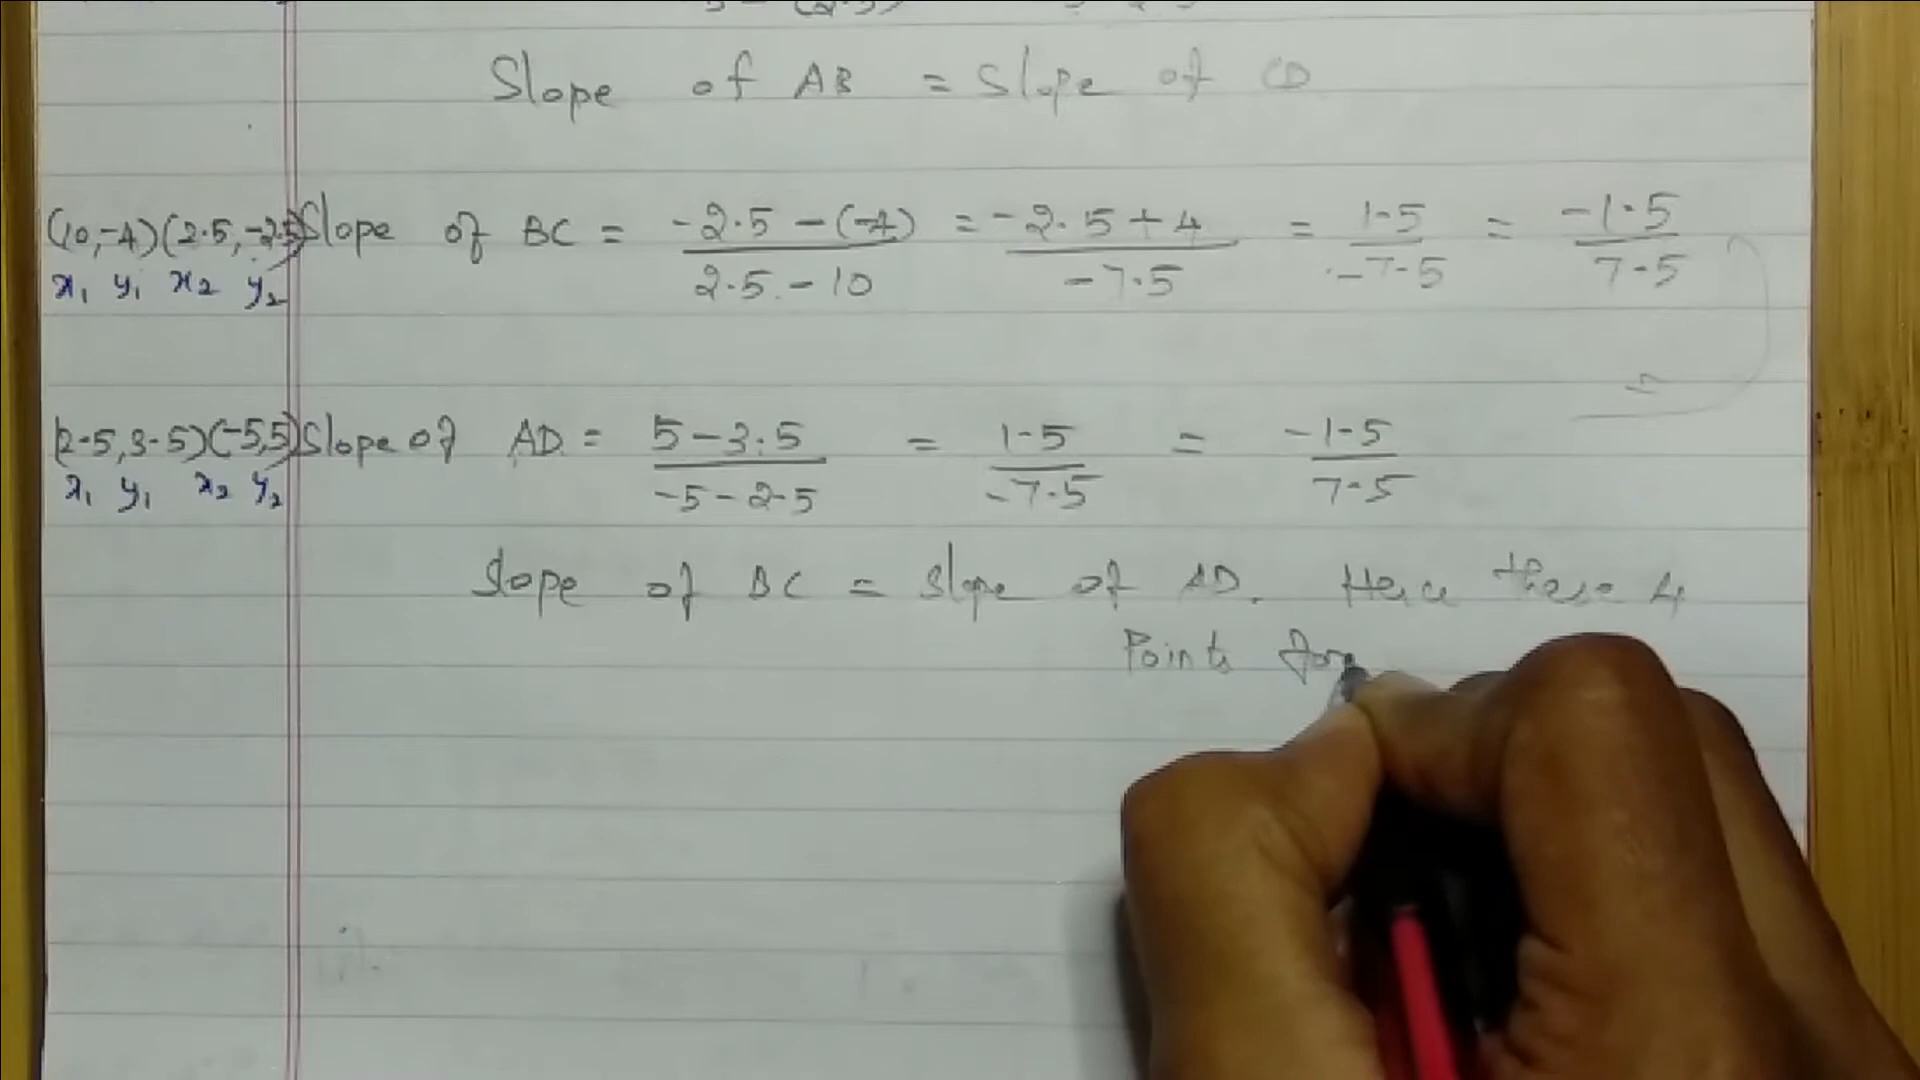 Slope of AB = Slope of CD
(10,-4)(2.5,-2.5) Slope of BC = -2.5-(-4) / 2.5-10 = -2.5+4 / -7.5 = 1.5 / -7.5 = -1.5 / 7.5
x₁ y₁ x₂ y₂
(2.5,3.5)(-5,5) Slope of AD = 5-3.5 / -5-2.5 = 1.5 / -7.5 = -1.5 / 7.5
x₁ y₁ x₂ y₂
Slope of BC = Slope of AD. Hence these 4
Points for